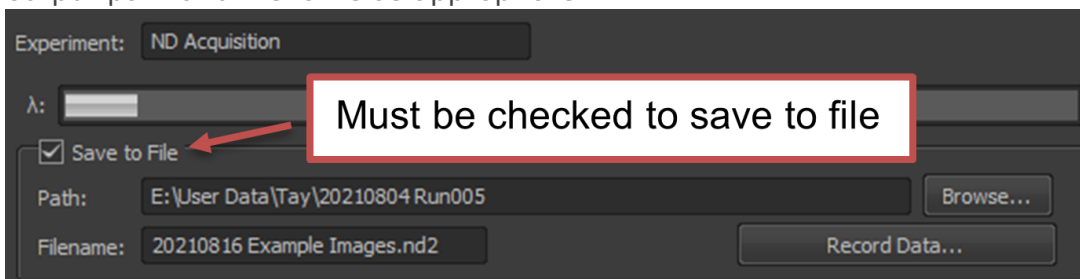 Experiment: ND Acquisition
λ:
Must be checked to save to file
Save to File
Path: E:\User Data\Tay\20210804 Run005 Browse...
Filename: 20210816 Example Images.nd2 Record Data...